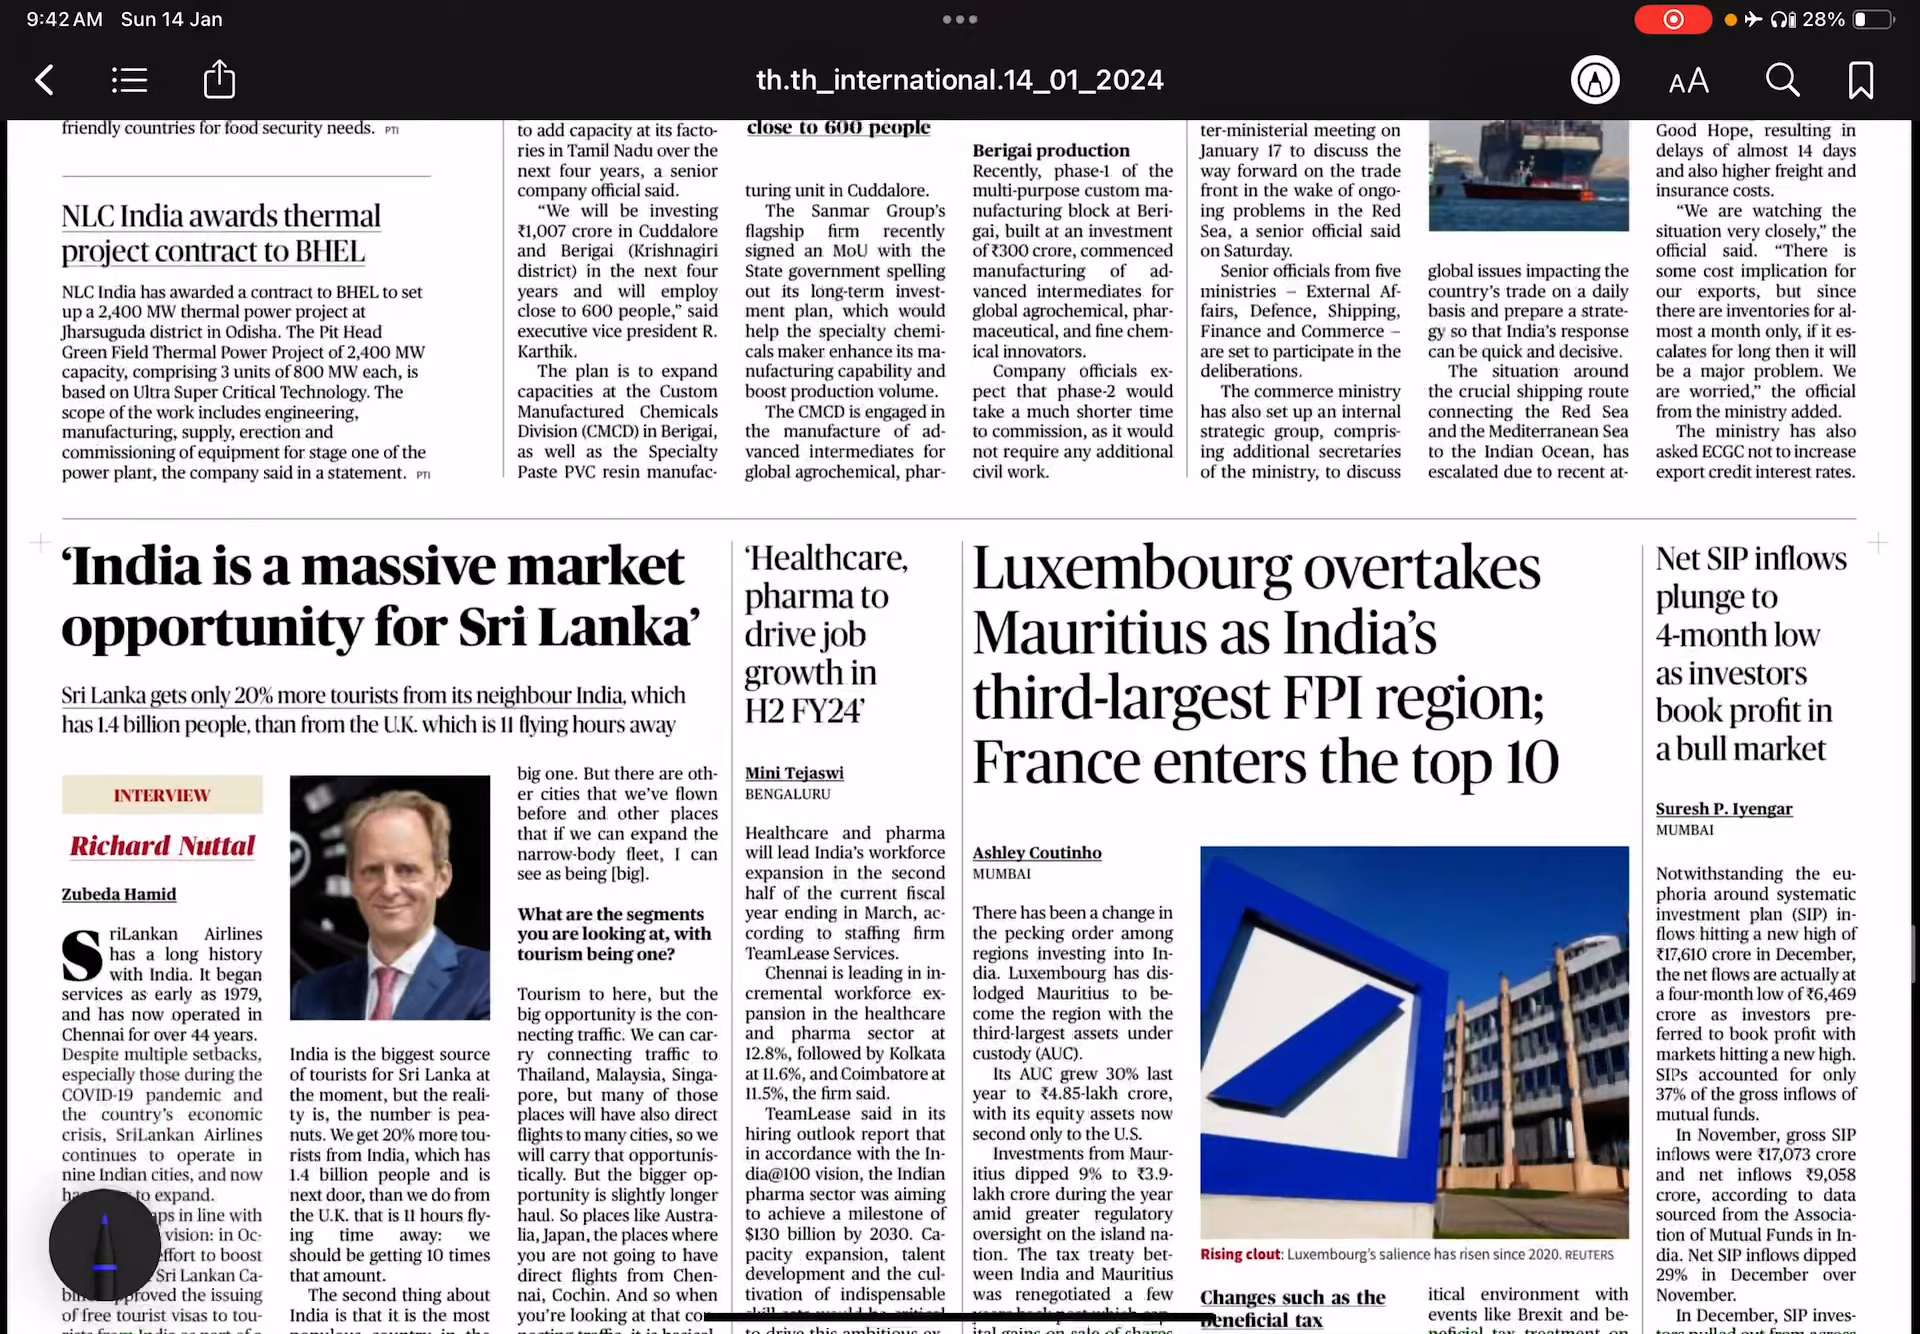 9:42 AM Sun 14 Jan
28%
th.th_international.14_01_2024
AA
friendly countries for food security needs. PTI
NLC India awards thermal
project contract to BHEL
NLC India has awarded a contract to BHEL to set
up a 2,400 MW thermal power project at
Jharsuguda district in Odisha. The Pit Head
Green Field Thermal Power Project of 2,400 MW
capacity, comprising 3 units of 800 MW each, is
based on Ultra Super Critical Technology. The
scope of the work includes engineering,
manufacturing, supply, erection and
commissioning of equipment for stage one of the
power plant, the company said in a statement. PTI
to add capacity at its facto-
ries in Tamil Nadu over the
next four years, a senior
company official said.
“We will be investing
₹1,007 crore in Cuddalore
and Berigai (Krishnagiri
district) in the next four
years and will employ
close to 600 people,” said
executive vice president R.
Karthik.
The plan is to expand
capacities at the Custom
Manufactured Chemicals
Division (CMCD) in Berigai,
as well as the Specialty
Paste PVC resin manufac-
close to 600 people
turing unit in Cuddalore.
The Sanmar Group’s
flagship firm recently
signed an MoU with the
State government spelling
out its long-term invest-
ment plan, which would
help the specialty chemi-
cals maker enhance its ma-
nufacturing capability and
boost production volume.
The CMCD is engaged in
the manufacture of ad-
vanced intermediates for
global agrochemical, phar-
Berigai production
Recently, phase-1 of the
multi-purpose custom ma-
nufacturing block at Beri-
gai, built at an investment
of ₹300 crore, commenced
manufacturing of ad-
vanced intermediates for
global agrochemical, phar-
maceutical, and fine chem-
ical innovators.
Company officials ex-
pect that phase-2 would
take a much shorter time
to commission, as it would
not require any additional
civil work.
ter-ministerial meeting on
January 17 to discuss the
way forward on the trade
front in the wake of ongo-
ing problems in the Red
Sea, a senior official said
on Saturday.
Senior officials from five
ministries – External Af-
fairs, Defence, Shipping,
Finance and Commerce –
are set to participate in the
deliberations.
The commerce ministry
has also set up an internal
strategic group, compris-
ing additional secretaries
of the ministry, to discuss
global issues impacting the
country’s trade on a daily
basis and prepare a strate-
gy so that India’s response
can be quick and decisive.
The situation around
the crucial shipping route
connecting the Red Sea
and the Mediterranean Sea
to the Indian Ocean, has
escalated due to recent at-
Good Hope, resulting in
delays of almost 14 days
and also higher freight and
insurance costs.
“We are watching the
situation very closely,” the
official said. “There is
some cost implication for
our exports, but since
there are inventories for al-
most a month only, if it es-
calates for long then it will
be a major problem. We
are worried,” the official
from the ministry added.
The ministry has also
asked ECGC not to increase
export credit interest rates.
‘India is a massive market
opportunity for Sri Lanka’
Sri Lanka gets only 20% more tourists from its neighbour India, which
has 1.4 billion people, than from the U.K. which is 11 flying hours away
INTERVIEW
Richard Nuttal
Zubeda Hamid
SriLankan Airlines
has a long history
with India. It began
services as early as 1979,
and has now operated in
Chennai for over 44 years.
Despite multiple setbacks,
especially those during the
COVID-19 pandemic and
the country’s economic
crisis, SriLankan Airlines
continues to operate in
nine Indian cities, and now
to expand.
in line with
vision: in Oc-
effort to boost
Sri Lankan Ca-
the issuing
of free tourist visas to tou-
India is the biggest source
of tourists for Sri Lanka at
the moment, but the reali-
ty is, the number is pea-
nuts. We get 20% more tou-
rists from India, which has
1.4 billion people and is
next door, than we do from
the U.K. that is 11 hours fly-
ing time away: we
should be getting 10 times
that amount.
The second thing about
India is that it is the most
big one. But there are oth-
er cities that we’ve flown
before and other places
that if we can expand the
narrow-body fleet, I can
see as being [big].
What are the segments
you are looking at, with
tourism being one?
Tourism to here, but the
big opportunity is the con-
necting traffic. We can car-
ry connecting traffic to
Thailand, Malaysia, Singa-
pore, but many of those
places will have also direct
flights to many cities, so we
will carry that opportunis-
tically. But the bigger op-
portunity is slightly longer
haul. So places like Austra-
lia, Japan, the places where
you are not going to have
direct flights from Chen-
nai, Cochin. And so when
you’re looking at that
‘Healthcare,
pharma to
drive job
growth in
H2 FY24’
Mini Tejaswi
BENGALURU
Healthcare and pharma
will lead India’s workforce
expansion in the second
half of the current fiscal
year ending in March, ac-
cording to staffing firm
TeamLease Services.
Chennai is leading in in-
cremental workforce ex-
pansion in the healthcare
and pharma sector at
12.8%, followed by Kolkata
at 11.6%, and Coimbatore at
11.5%, the firm said.
TeamLease said in its
hiring outlook report that
in accordance with the In-
dia@100 vision, the Indian
pharma sector was aiming
to achieve a milestone of
$130 billion by 2030. Ca-
pacity expansion, talent
development and the cul-
tivation of indispensable
to drive this ambitious ex-
Luxembourg overtakes
Mauritius as India’s
third-largest FPI region;
France enters the top 10
Ashley Coutinho
MUMBAI
There has been a change in
the pecking order among
regions investing into In-
dia. Luxembourg has dis-
lodged Mauritius to be-
come the region with the
third-largest assets under
custody (AUC).
Its AUC grew 30% last
year to ₹4.85-lakh crore,
with its equity assets now
second only to the U.S.
Investments from Maur-
itius dipped 9% to ₹3.9-
lakh crore during the year
amid greater regulatory
oversight on the island na-
tion. The tax treaty bet-
ween India and Mauritius
was renegotiated a few
ital gains on sale of shares
Rising clout: Luxembourg’s salience has risen since 2020. REUTERS
Changes such as the
beneficial tax
itical environment with
events like Brexit and be-
neficial tax treatment on
Net SIP inflows
plunge to
4-month low
as investors
book profit in
a bull market
Suresh P. Iyengar
MUMBAI
Notwithstanding the eu-
phoria around systematic
investment plan (SIP) in-
flows hitting a new high of
₹17,610 crore in December,
the net flows are actually at
a four-month low of ₹6,469
crore as investors pre-
ferred to book profit with
markets hitting a new high.
SIPs accounted for only
37% of the gross inflows of
mutual funds.
In November, gross SIP
inflows were ₹17,073 crore
and net inflows ₹9,058
crore, according to data
sourced from the Associa-
tion of Mutual Funds in In-
dia. Net SIP inflows dipped
29% in December over
November.
In December, SIP inves-